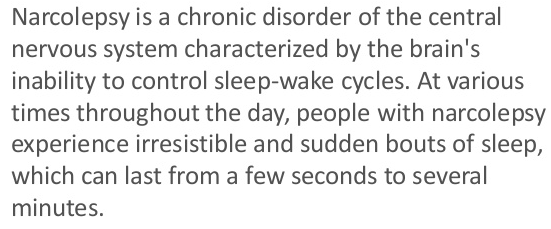 Narcolepsy is a chronic disorder of the central
nervous system characterized by the brain's
inability to control sleep-wake cycles. At various
times throughout the day, people with narcolepsy
experience irresistible and sudden bouts of sleep,
which can last from a few seconds to several
minutes.